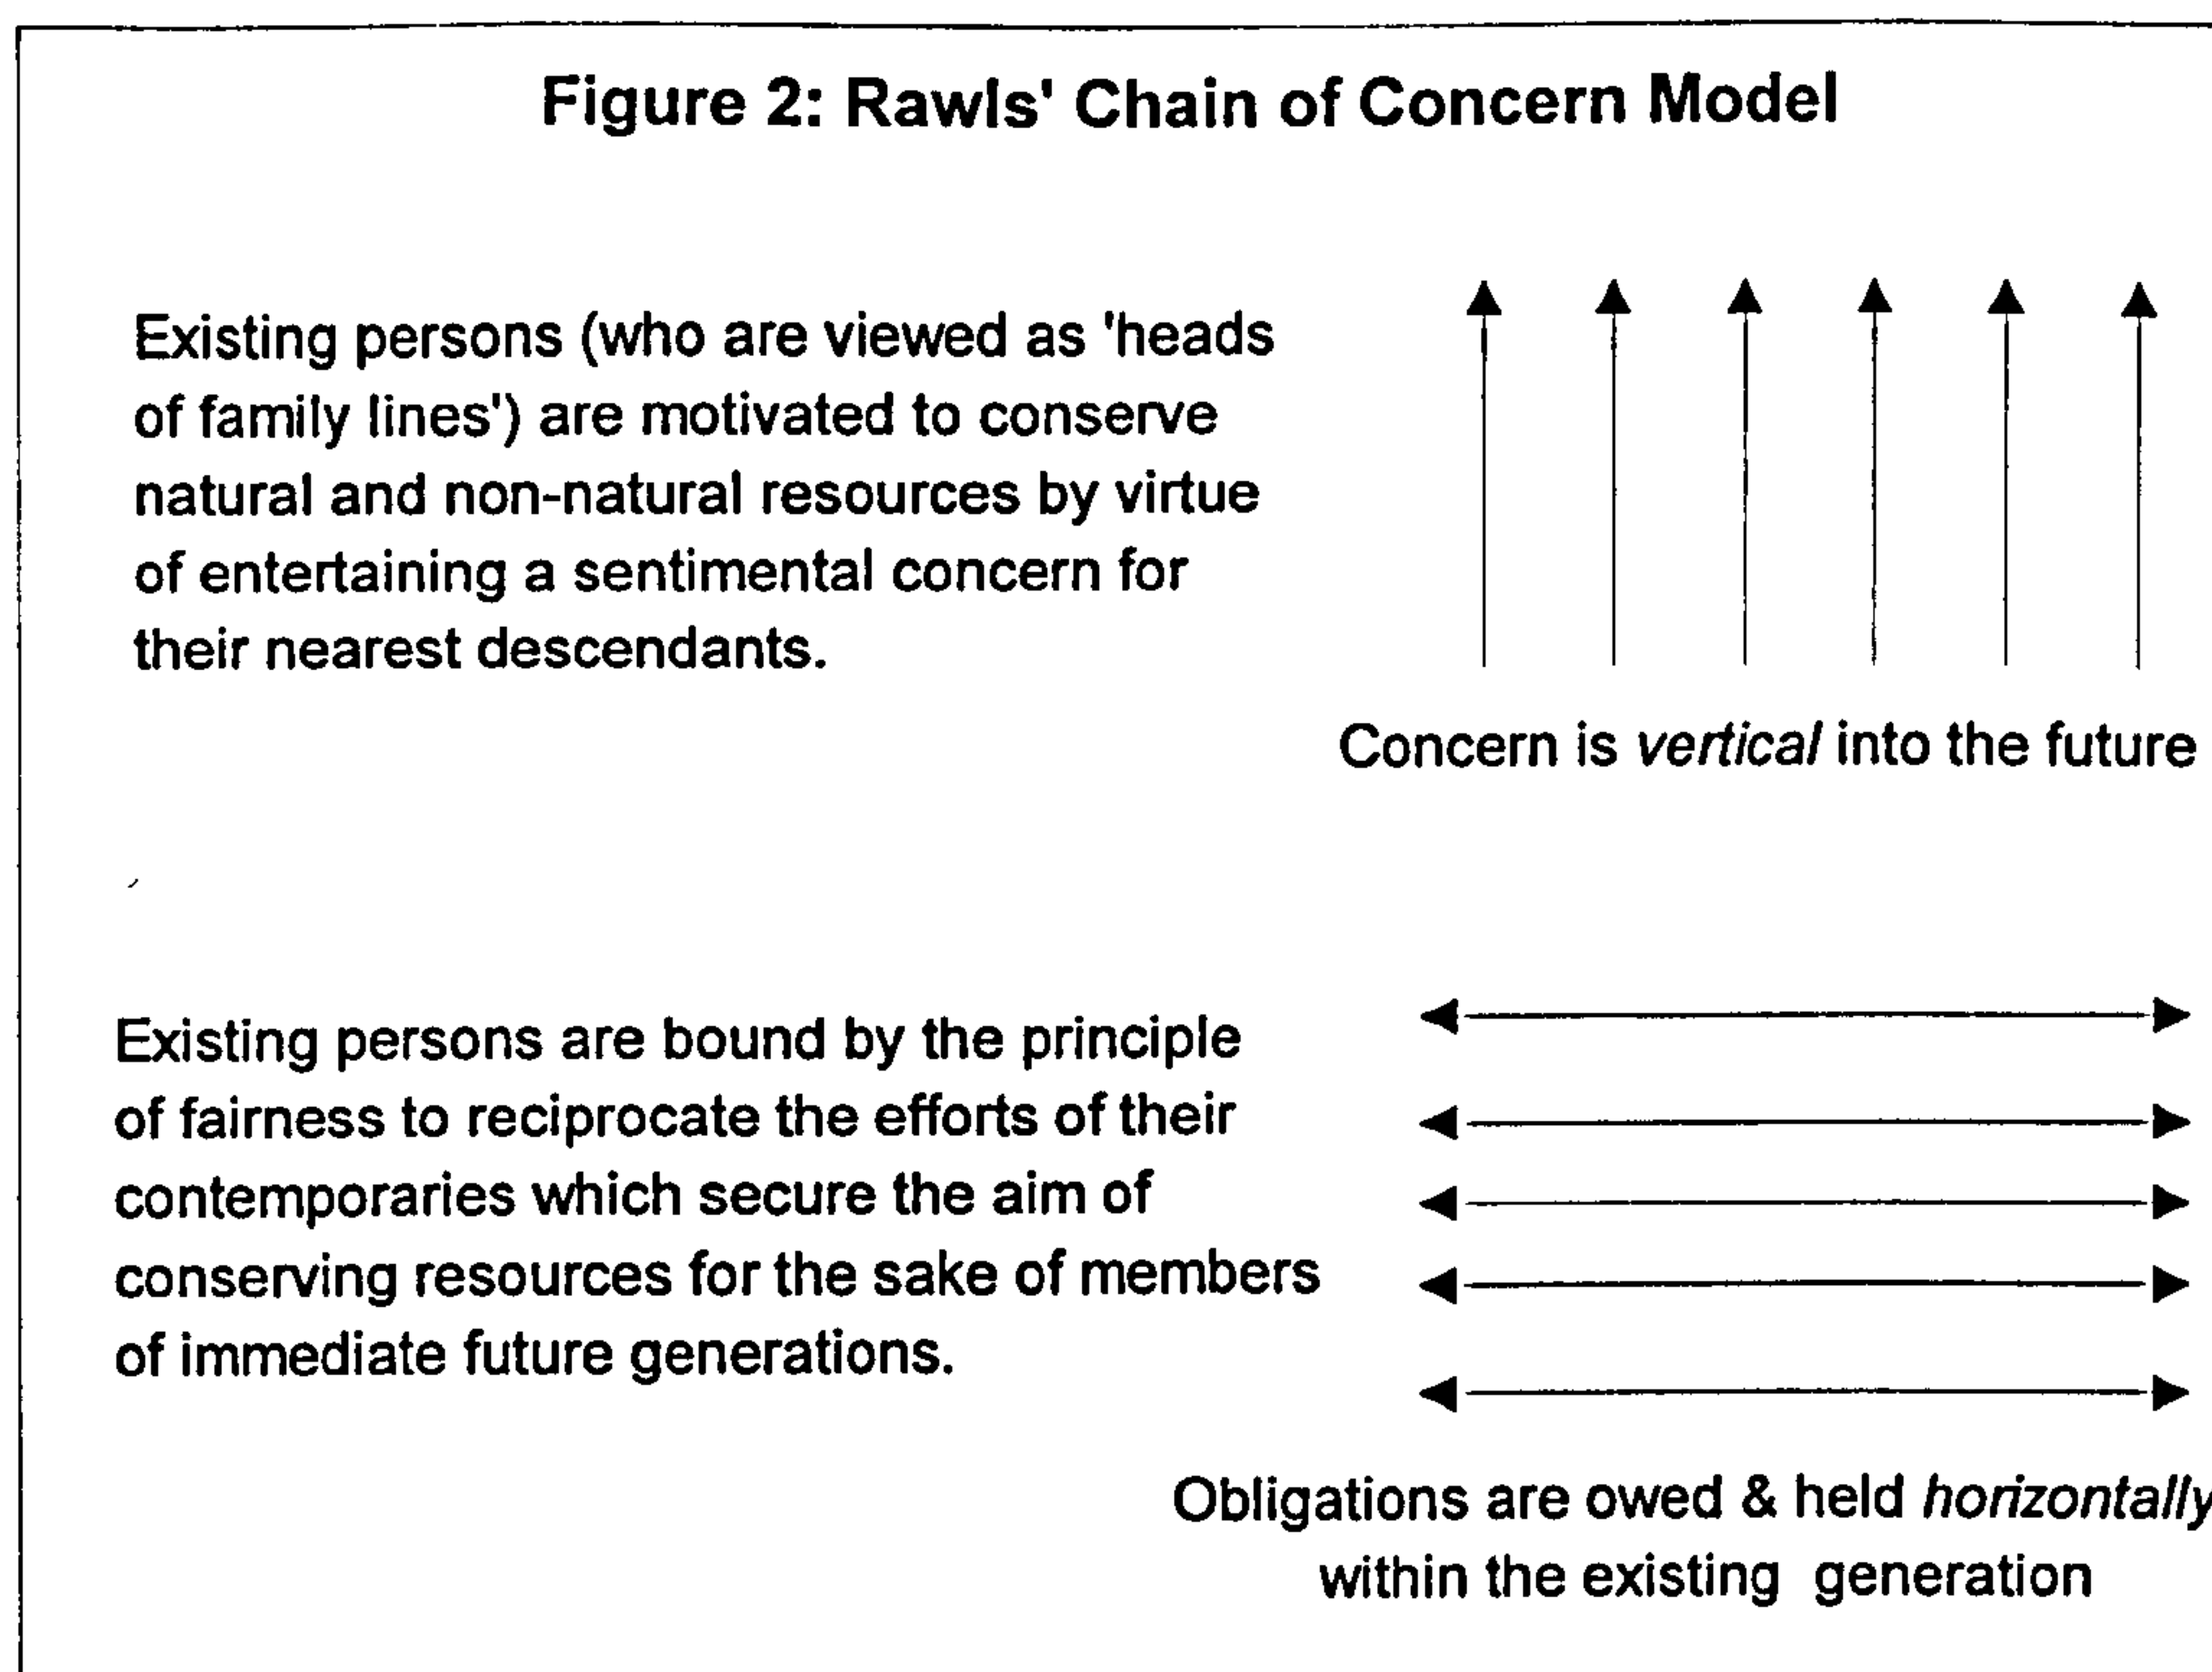 Figure 2: Rawls' Chain of Concern Model
Existing persons (who are viewed as 'heads
of family lines') are motivated to conserve
natural and non-natural resources by virtue
of entertaining a sentimental concern for
their nearest descendants.
Concern is vertical into the future
Existing persons are bound by the principle
of fairness to reciprocate the efforts of their
contemporaries which secure the aim of
conserving resources for the sake of members
of immediate future generations.
Obligations are owed & held horizontally
within the existing generation